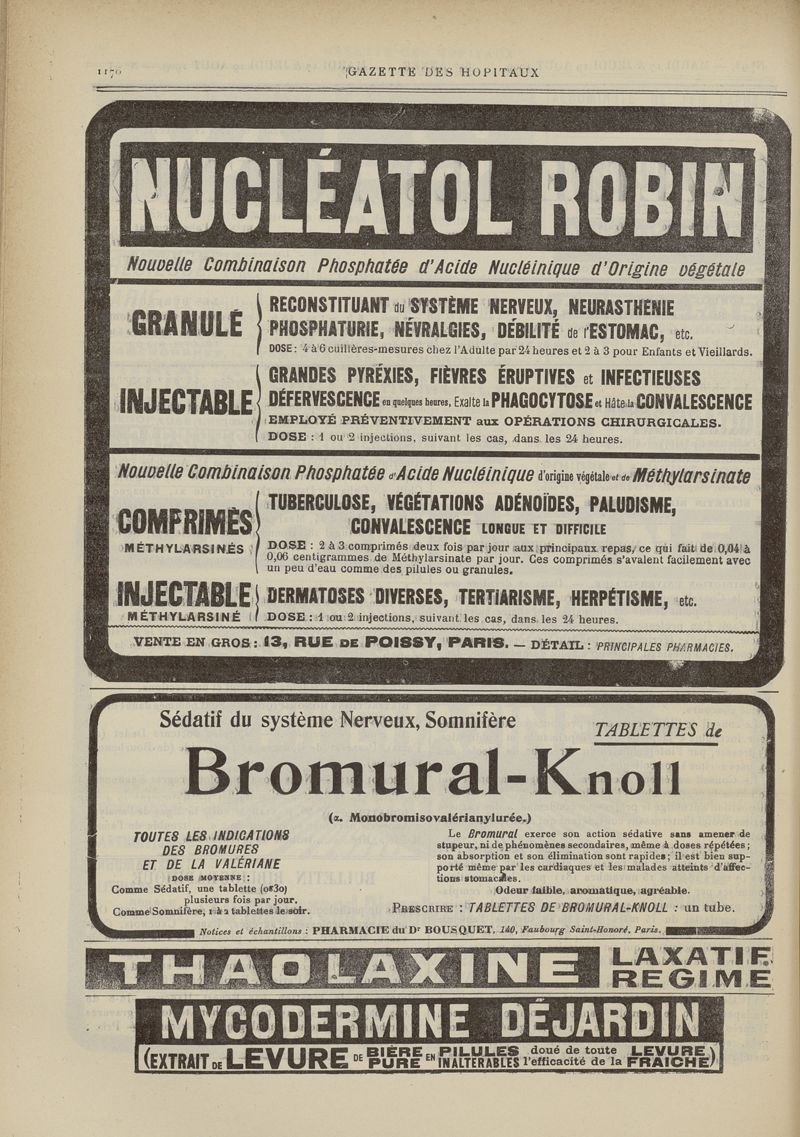 1170
GAZETTE DES HOPITAUX
NUCLÉATOL ROBIN
Nouvelle Combinaison Phosphatée d'Acide Nucléinique d'Origine végétale
GRANULÉ
RECONSTITUANT du SYSTÈME NERVEUX, NEURASTHÉNIE
PHOSPHATURIE, NÉVRALGIES, DÉBILITÉ de l'ESTOMAC, etc.
DOSE: 4 à 6 cuillères-mesures chez l'Adulte par 24 heures et 2 à 3 pour Enfants et Vieillards.
INJECTABLE
GRANDES PYRÉXIES, FIÈVRES ÉRUPTIVES et INFECTIEUSES
DÉFERVESCENCE en quelques heures, Exalte la PHAGOCYTOSE et Hâte la CONVALESCENCE
EMPLOYÉ PRÉVENTIVEMENT aux OPÉRATIONS CHIRURGICALES.
DOSE : 1 ou 2 injections, suivant les cas, dans les 24 heures.
Nouvelle Combinaison Phosphatée d'Acide Nucléinique d'origine végétale et de Méthylarsinate
COMPRIMÉS
MÉTHYLARSINÉS
TUBERCULOSE, VÉGÉTATIONS ADÉNOÏDES, PALUDISME,
CONVALESCENCE LONGUE ET DIFFICILE
DOSE : 2 à 3 comprimés deux fois par jour aux principaux repas, ce qui fait de 0,04 à
0,06 centigrammes de Méthylarsinate par jour. Ces comprimés s'avalent facilement avec
un peu d'eau comme des pilules ou granules.
INJECTABLE
MÉTHYLARSINÉ
DERMATOSES DIVERSES, TERTIARISME, HERPÉTISME, etc.
DOSE : 1 ou 2 injections, suivant les cas, dans les 24 heures.
VENTE EN GROS : 13, RUE DE POISSY, PARIS. — DÉTAIL : PRINCIPALES PHARMACIES.
Sédatif du système Nerveux, Somnifère
TABLETTES de
Bromural-Knoll
(α. Monobromisovalérianylurée.)
TOUTES LES INDICATIONS
DES BROMURES
ET DE LA VALÉRIANE
DOSE MOYENNE :
Comme Sédatif, une tablette (0g30)
plusieurs fois par jour.
Comme Somnifère, 1 à 2 tablettes le soir.
Le Bromural exerce son action sédative sans amener de
stupeur, ni de phénomènes secondaires, même à doses répétées ;
son absorption et son élimination sont rapides ; il est bien sup-
porté même par les cardiaques et les malades atteints d'affec-
tions stomacales.
Odeur faible, aromatique, agréable.
PRESCRIRE : TABLETTES DE BROMURAL-KNOLL : un tube.
Notices et échantillons : PHARMACIE du Dr BOUSQUET, 140, Faubourg Saint-Honoré, Paris.
THAOLAXINE
LAXATIF
REGIME
MYCODERMINE DÉJARDIN
(EXTRAIT DE LEVURE DE BIÈRE PURE EN PILULES INALTÉRABLES doué de toute l'efficacité de la LEVURE FRAICHE)